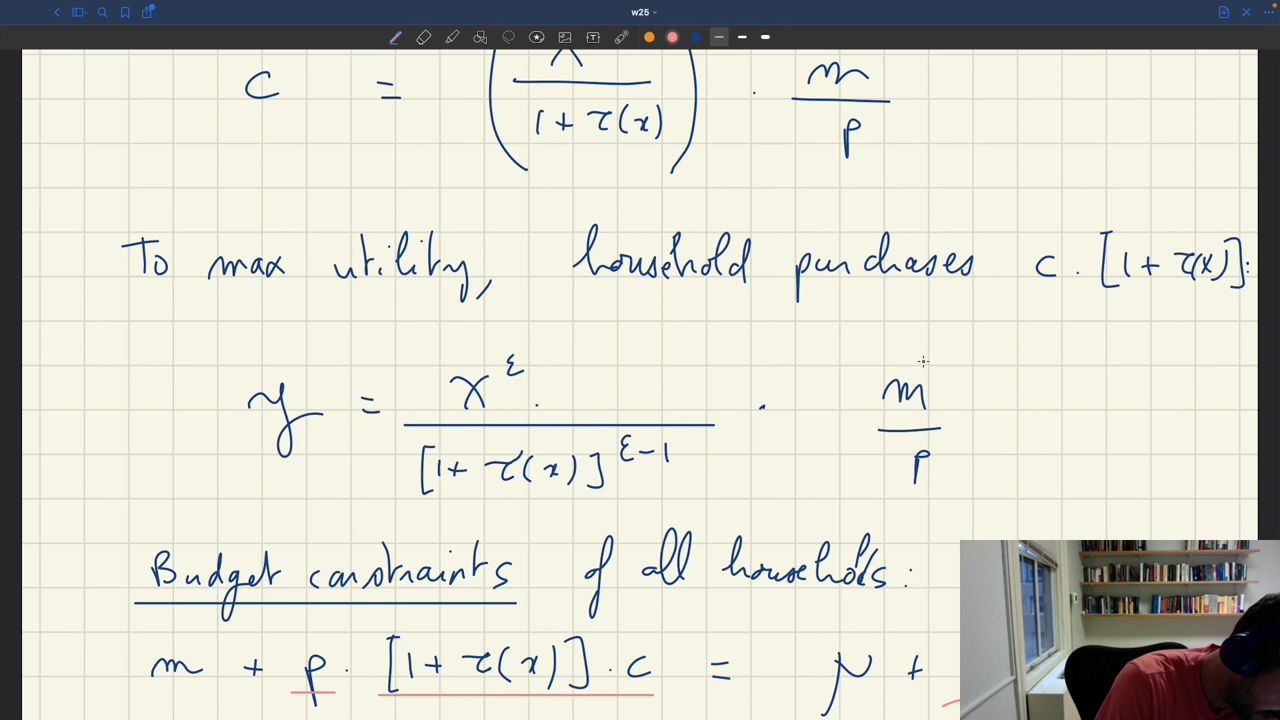 w25
c = ( χ / 1 + τ(x) ) · m / p
To max utility, household purchases c · [1 + τ(x)]:
y = χ^ε / [1 + τ(x)]^{ε-1} · m / p
Budget constraints of all households:
m + p · [1 + τ(x)] · c = μ +